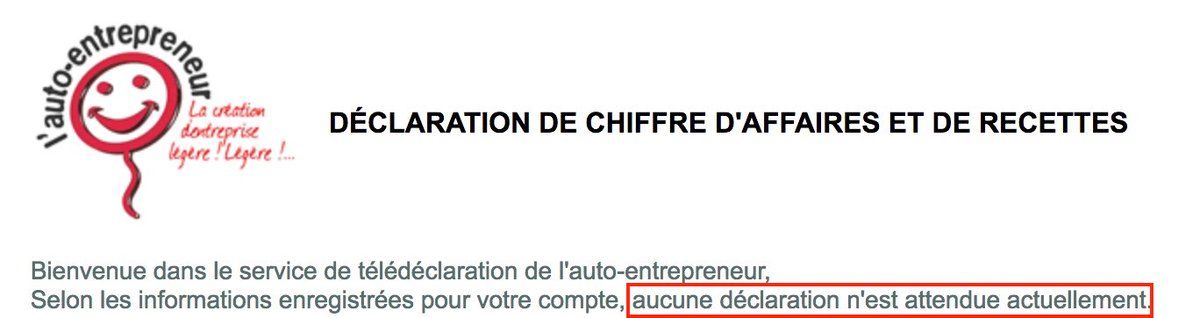 l'auto-entrepreneur
La création
d'entreprise
légère ! Légère !...
DÉCLARATION DE CHIFFRE D'AFFAIRES ET DE RECETTES
Bienvenue dans le service de télédéclaration de l'auto-entrepreneur,
Selon les informations enregistrées pour votre compte, aucune déclaration n'est attendue actuellement.